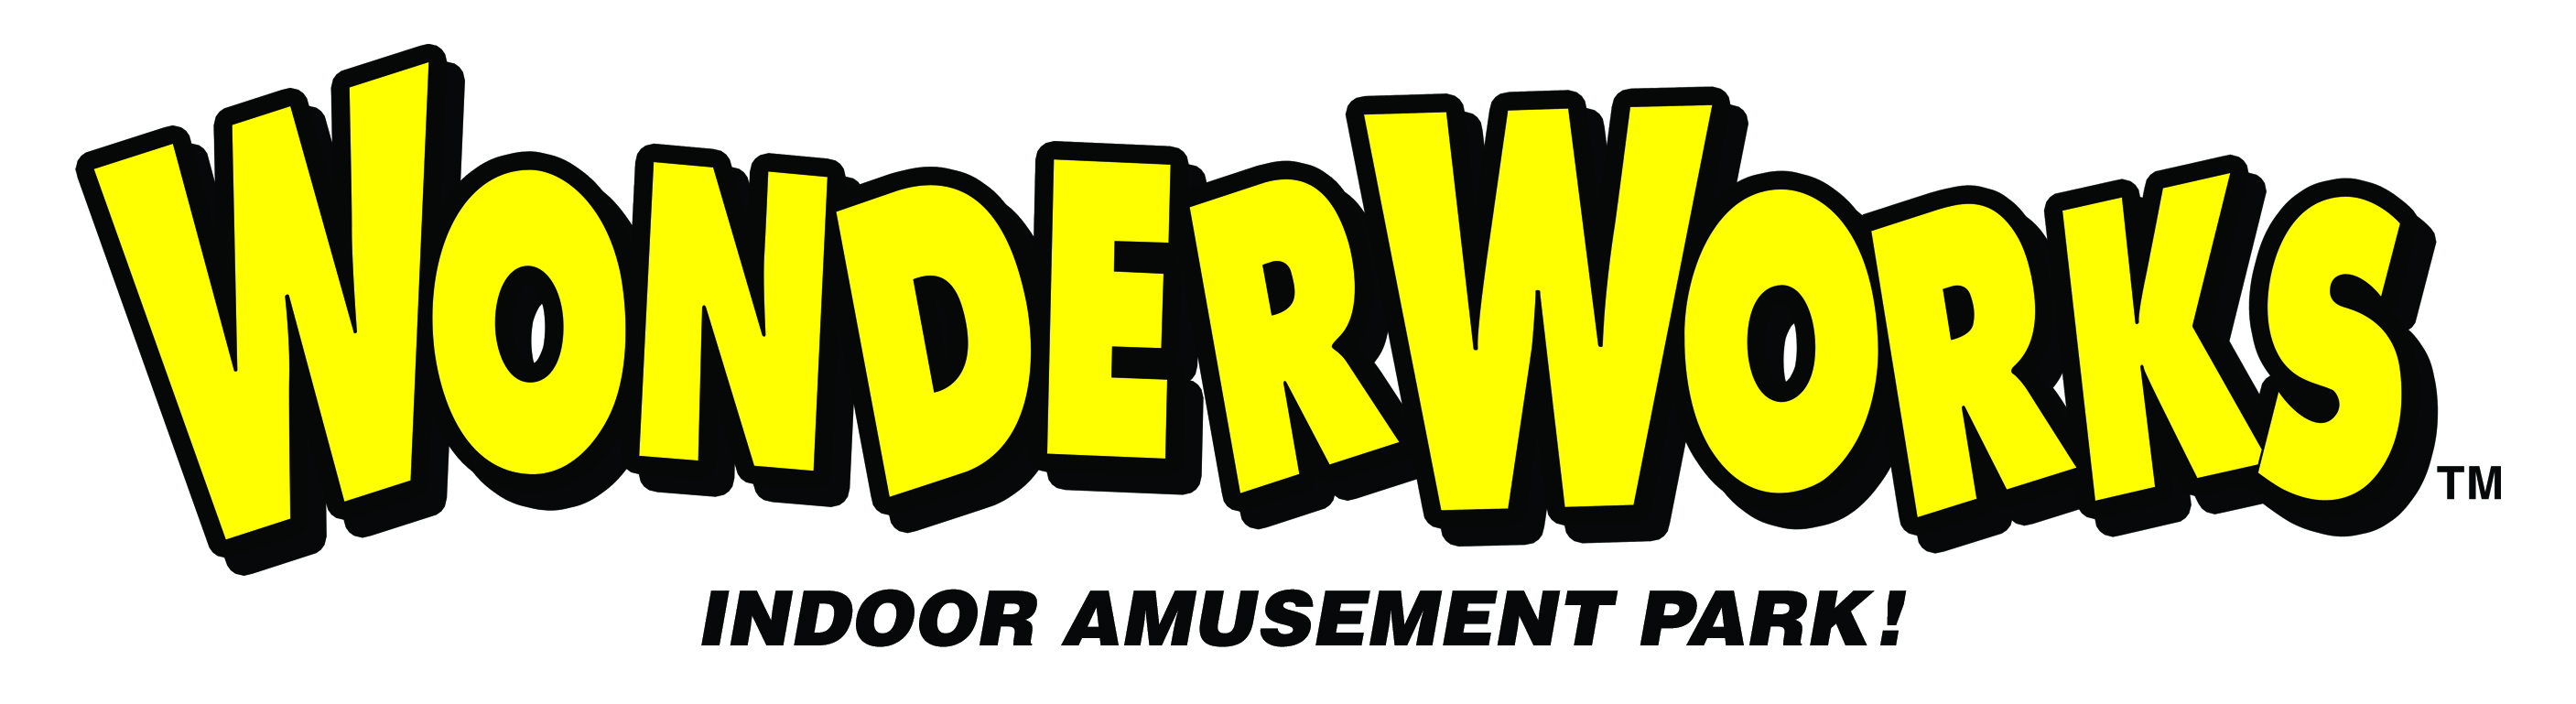 WONDERWORKS™
INDOOR AMUSEMENT PARK!